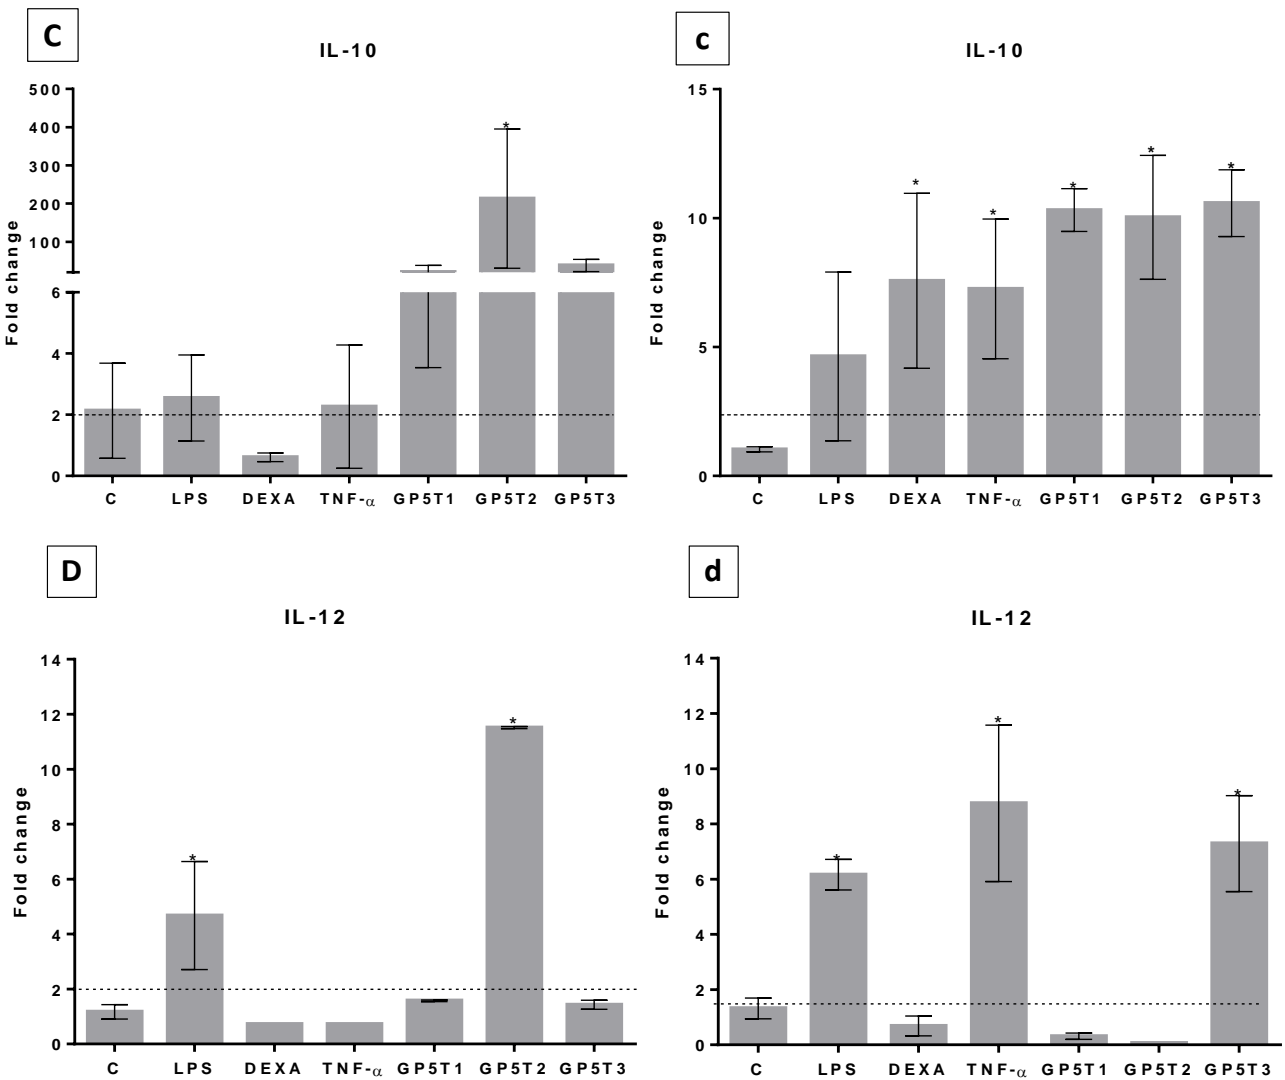 C
IL-10
Fold change
500
400
300
200
100
6
4
2
0
*
C LPS DEXA TNF-α GP5T1 GP5T2 GP5T3
c
IL-10
Fold change
15
10
5
0
* * * * *
C LPS DEXA TNF-α GP5T1 GP5T2 GP5T3
D
IL-12
Fold change
14
12
10
8
6
4
2
0
* *
C LPS DEXA TNF-α GP5T1 GP5T2 GP5T3
d
IL-12
Fold change
14
12
10
8
6
4
2
0
* * *
C LPS DEXA TNF-α GP5T1 GP5T2 GP5T3